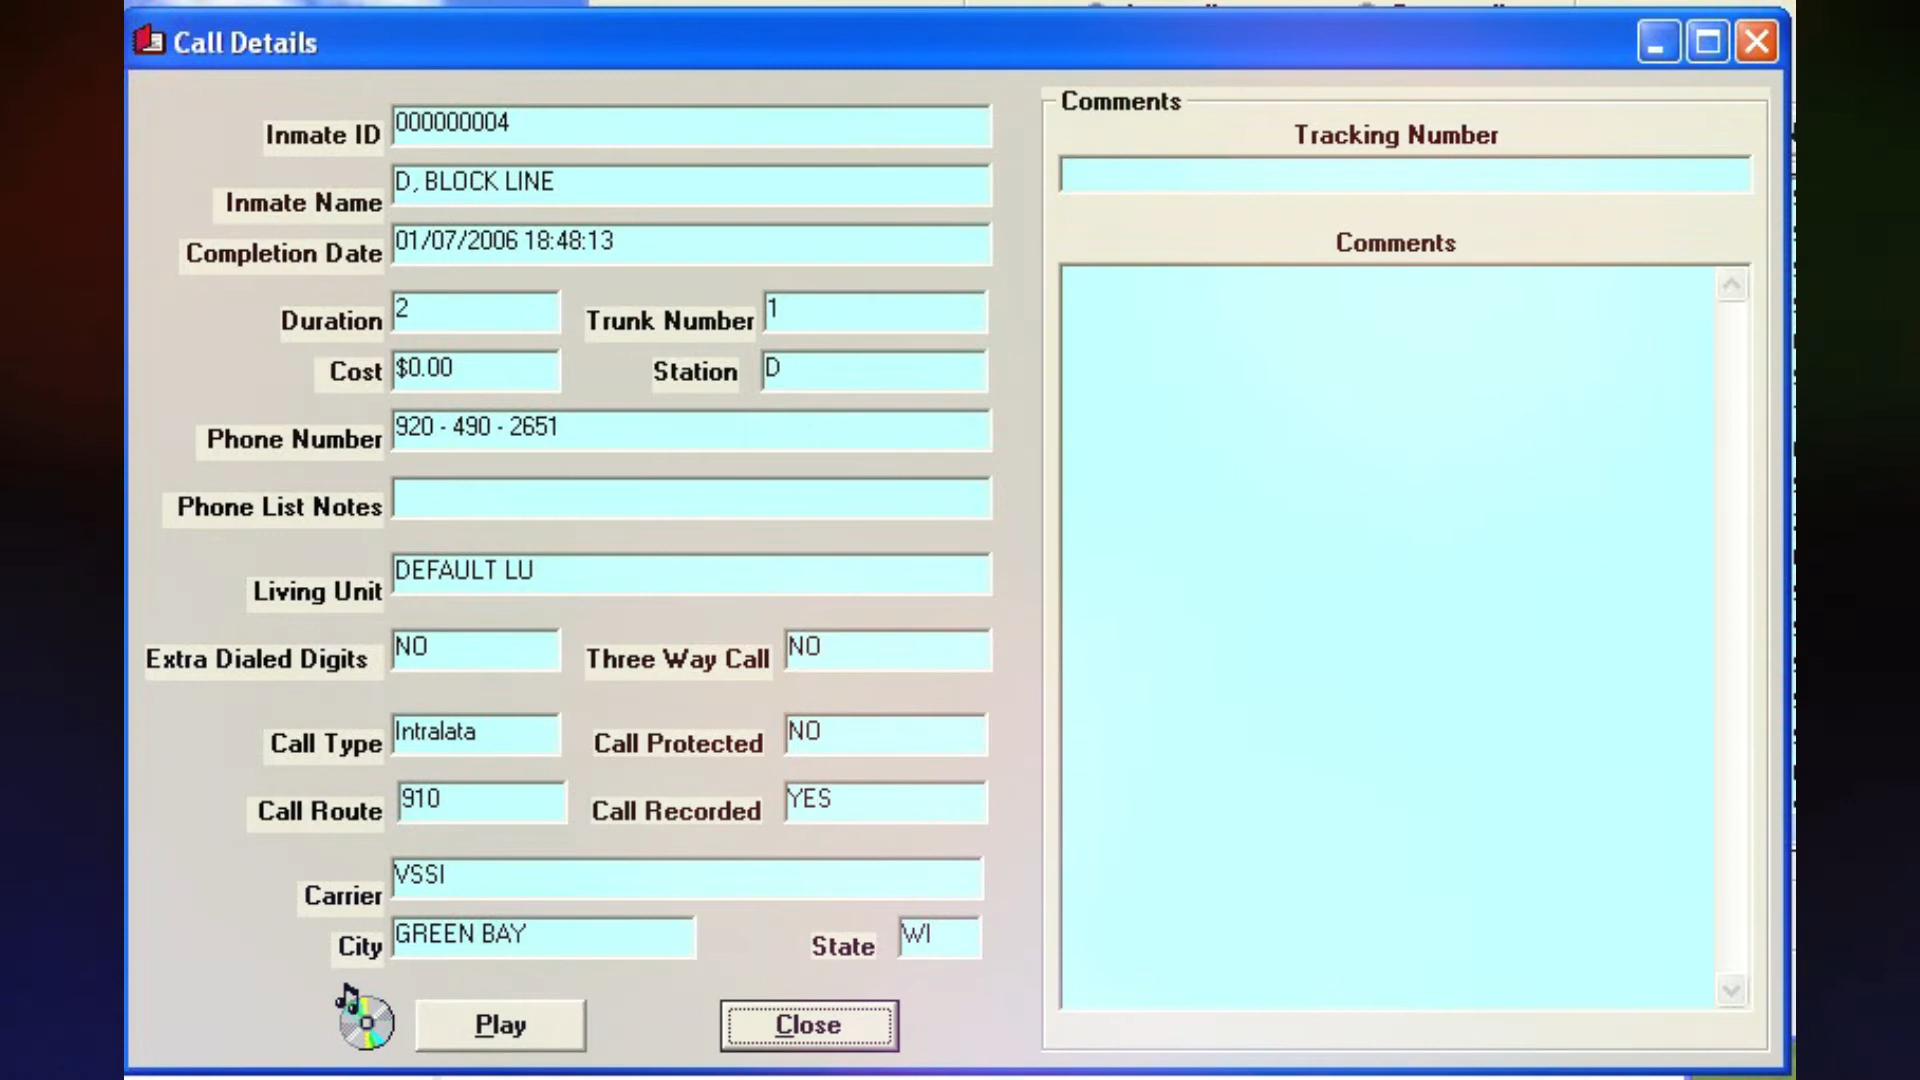 Call Details
Inmate ID 000000004
Inmate Name D, BLOCK LINE
Completion Date 01/07/2006 18:48:13
Duration 2 Trunk Number 1
Cost $0.00 Station D
Phone Number 920 - 490 - 2651
Phone List Notes
Living Unit DEFAULT LU
Extra Dialed Digits NO Three Way Call NO
Call Type Intralata Call Protected NO
Call Route 910 Call Recorded YES
Carrier VSSI
City GREEN BAY State WI
Play Close
Comments
Tracking Number
Comments